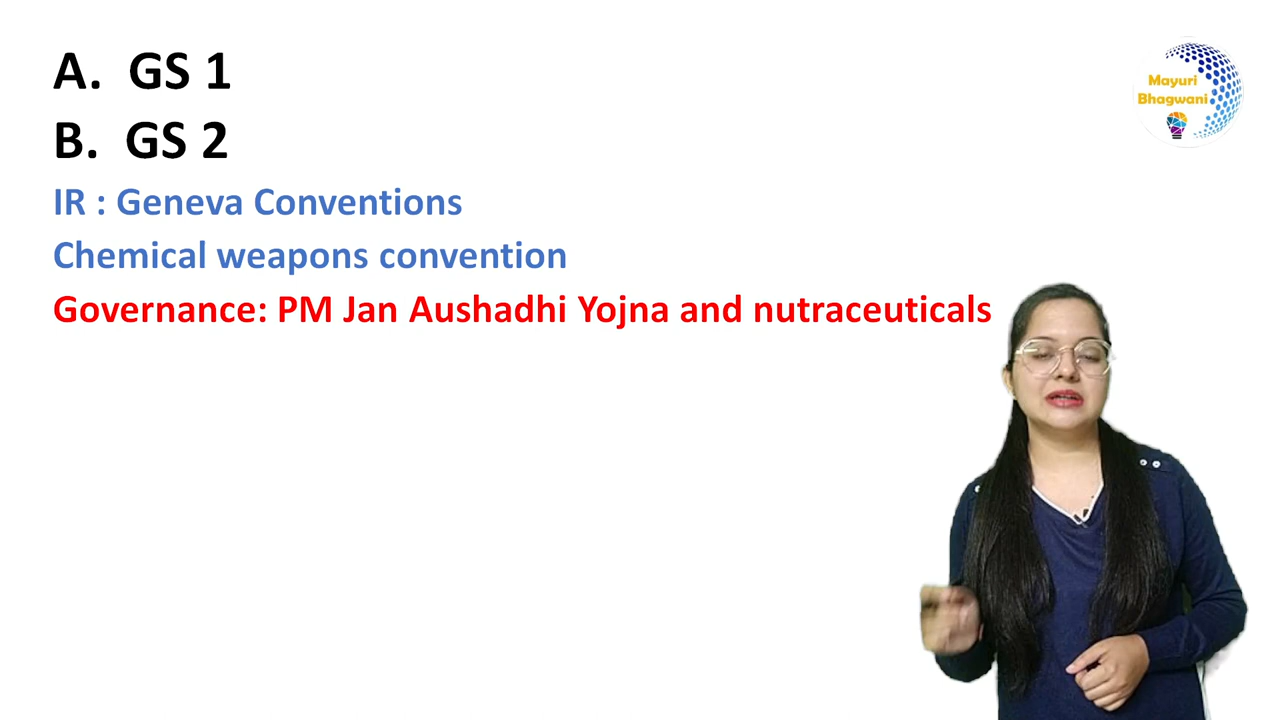 A. GS 1
B. GS 2
IR : Geneva Conventions
Chemical weapons convention
Governance: PM Jan Aushadhi Yojna and nutraceuticals
Mayuri
Bhagwani